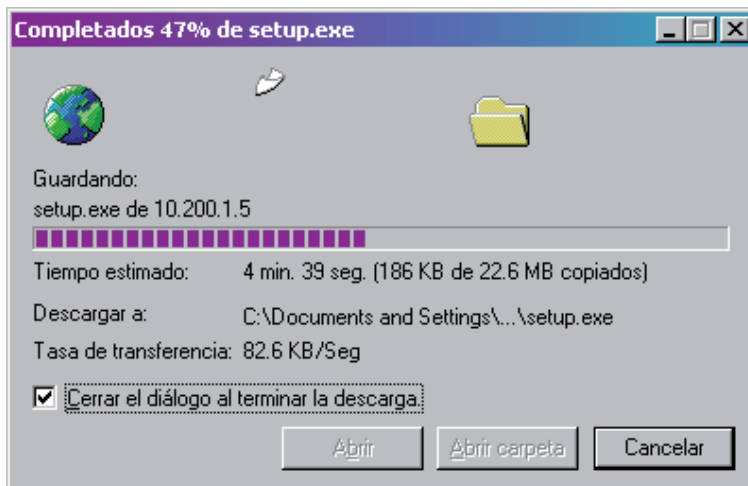 Completados 47% de setup.exe
Guardando:
setup.exe de 10.200.1.5
Tiempo estimado: 4 min. 39 seg. (186 KB de 22.6 MB copiados)
Descargar a: C:\Documents and Settings\...\setup.exe
Tasa de transferencia: 82.6 KB/Seg
Cerrar el diálogo al terminar la descarga.
Abrir Abrir carpeta Cancelar